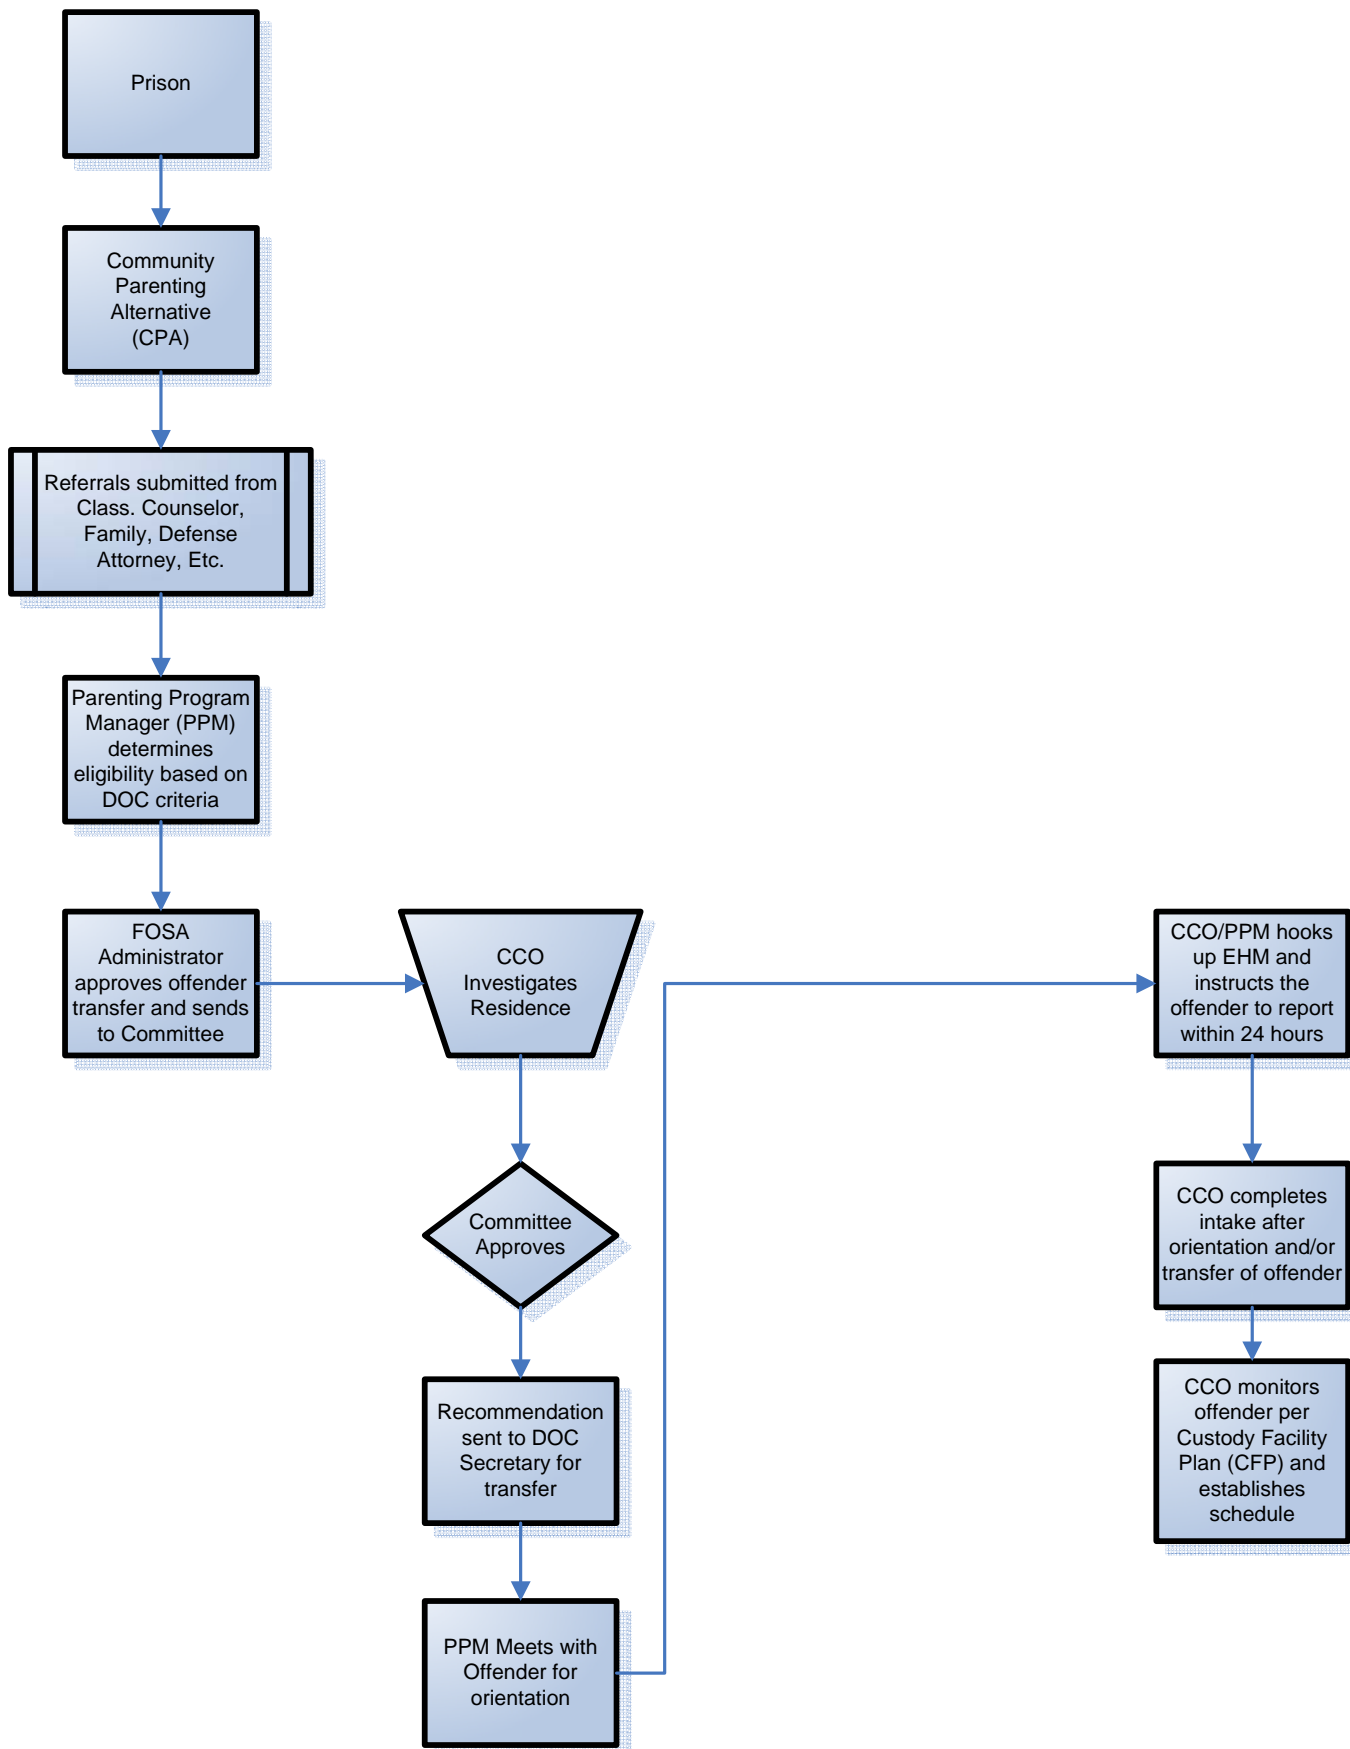 Prison
Community
Parenting
Alternative
(CPA)
Referrals submitted from
Class. Counselor,
Family, Defense
Attorney, Etc.
Parenting Program
Manager (PPM)
determines
eligibility based on
DOC criteria
FOSA
Administrator
approves offender
transfer and sends
to Committee
CCO
Investigates
Residence
Committee
Approves
Recommendation
sent to DOC
Secretary for
transfer
PPM Meets with
Offender for
orientation
CCO/PPM hooks
up EHM and
instructs the
offender to report
within 24 hours
CCO completes
intake after
orientation and/or
transfer of offender
CCO monitors
offender per
Custody Facility
Plan (CFP) and
establishes
schedule